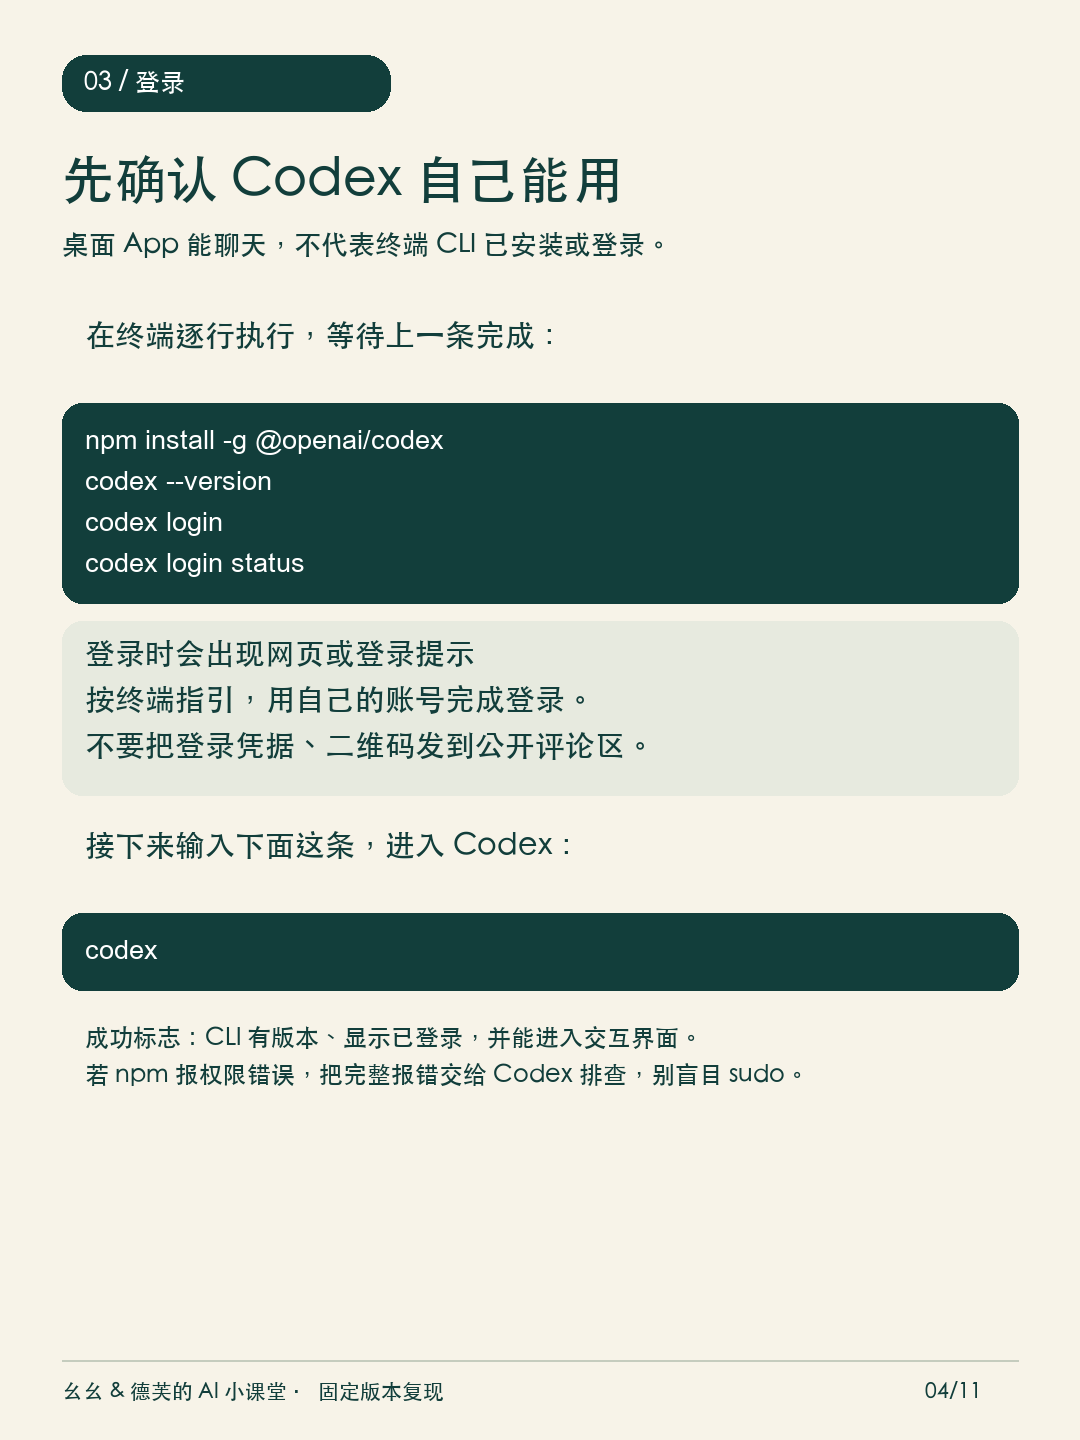 03 / 登录
先确认 Codex 自己能用
桌面 App 能聊天，不代表终端 CLI 已安装或登录。
在终端逐行执行，等待上一条完成：
npm install -g @openai/codex
codex --version
codex login
codex login status
登录时会出现网页或登录提示
按终端指引，用自己的账号完成登录。
不要把登录凭据、二维码发到公开评论区。
接下来输入下面这条，进入 Codex：
codex
成功标志：CLI 有版本、显示已登录，并能进入交互界面。
若 npm 报权限错误，把完整报错交给 Codex 排查，别盲目 sudo。
幺幺 & 德芙的 AI 小课堂 · 固定版本复现
04/11